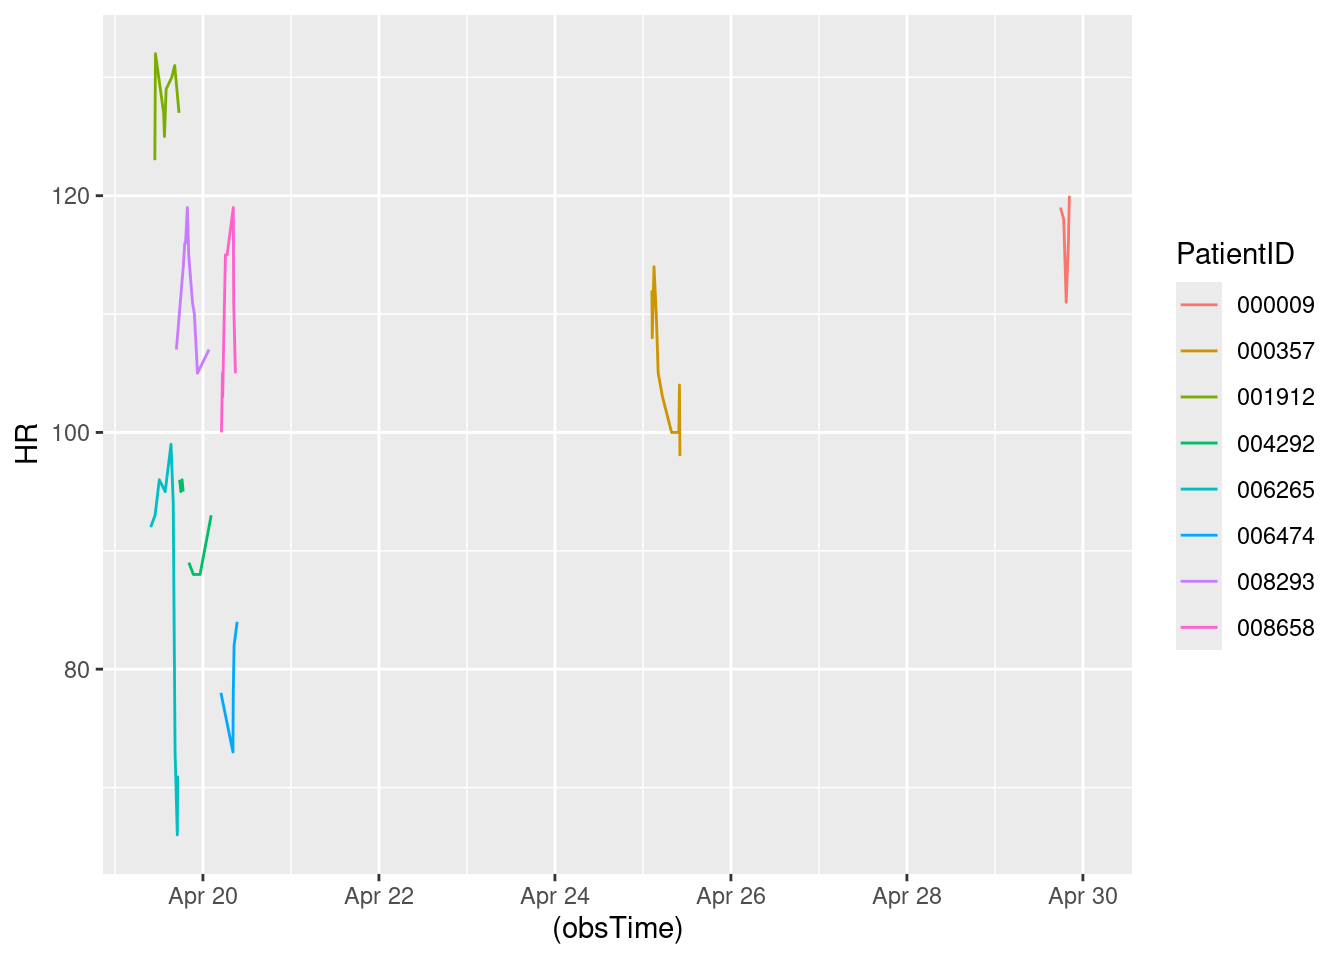 120
100
80
HR
Apr 20
Apr 22
Apr 24
Apr 26
Apr 28
Apr 30
(obsTime)
PatientID
000009
000357
001912
004292
006265
006474
008293
008658